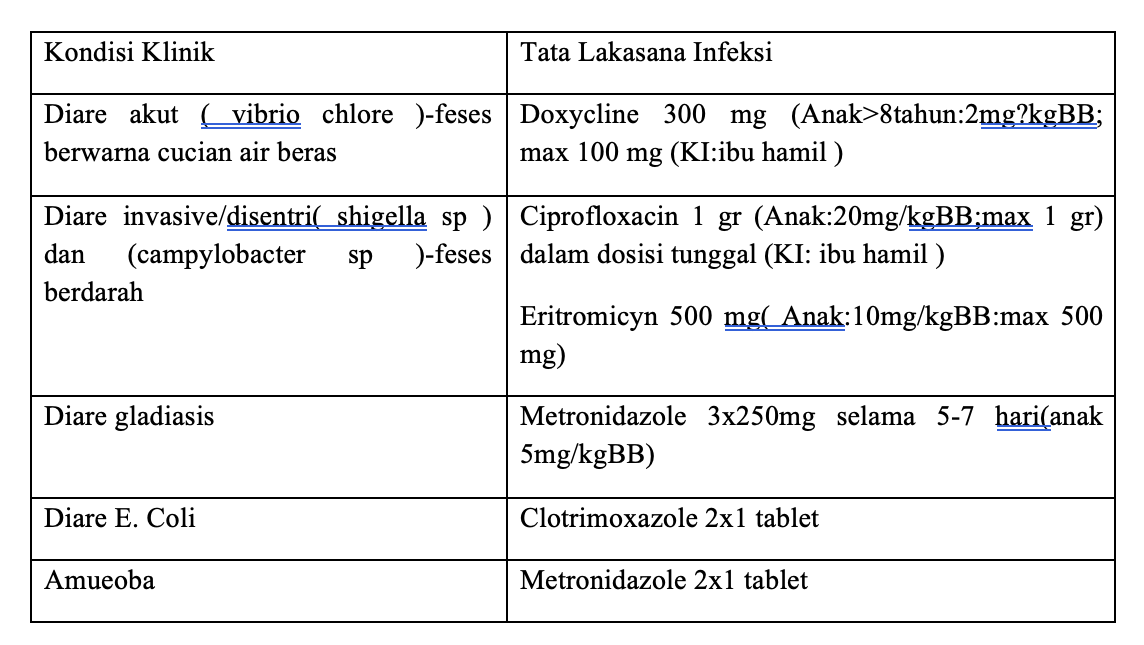 Kondisi Klinik
Tata Lakasana Infeksi
Diare akut ( vibrio chlore )-feses
berwarna cucian air beras
Doxycline 300 mg (Anak>8tahun:2mg?kgBB;
max 100 mg (KI:ibu hamil )
Diare invasive/disentri( shigella sp )
dan (campylobacter sp )-feses
berdarah
Ciprofloxacin 1 gr (Anak:20mg/kgBB;max 1 gr)
dalam dosisi tunggal (KI: ibu hamil )
Eritromicyn 500 mg( Anak:10mg/kgBB:max 500
mg)
Diare gladiasis
Metronidazole 3x250mg selama 5-7 hari(anak
5mg/kgBB)
Diare E. Coli
Clotrimoxazole 2x1 tablet
Amueoba
Metronidazole 2x1 tablet